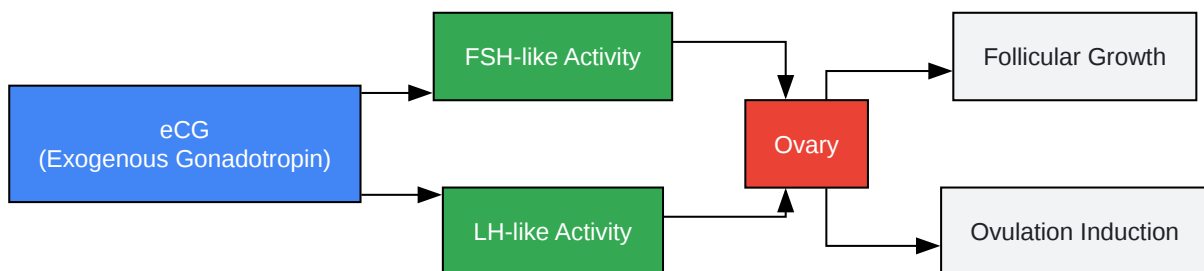 FSH-like Activity
Follicular Growth
eCG
(Exogenous Gonadotropin)
Ovary
LH-like Activity
Ovulation Induction